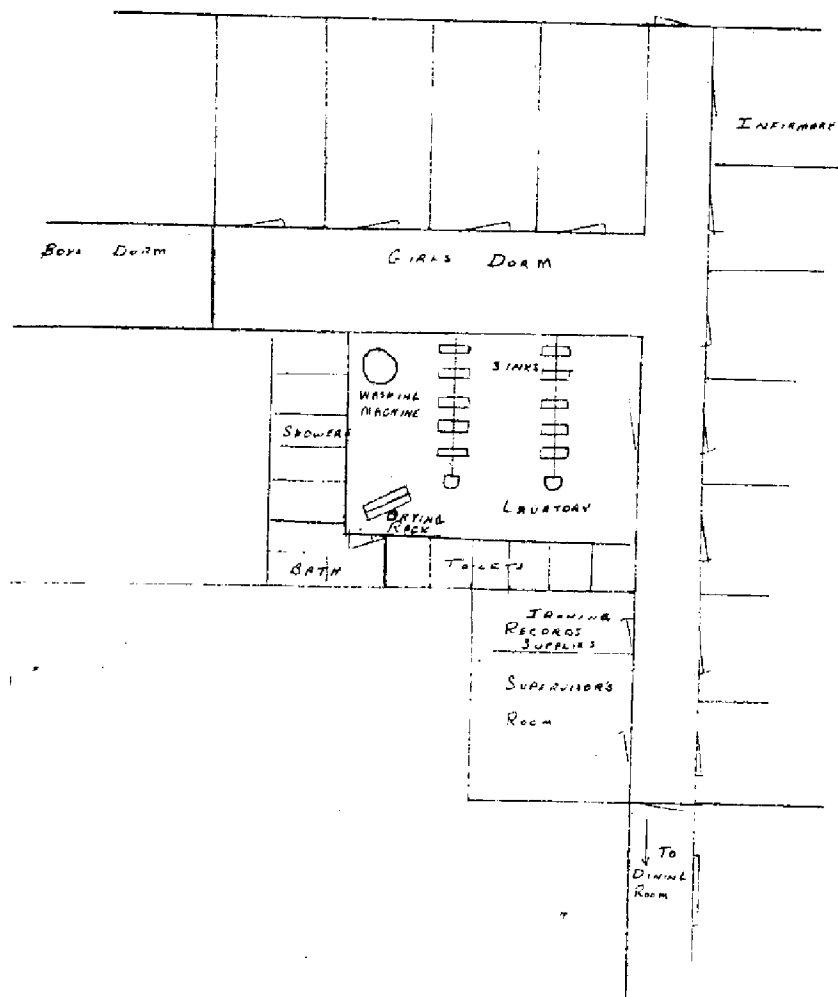 INFIRMARY
BOYS DORM
GIRLS DORM
SINKS
WASHING
MACHINE
SHOWERS
LAVATORY
DRYING
RACK
BATH
TOILETS
IRONING
RECORDS
SUPPLIES
SUPERVISOR'S
ROOM
TO
DINING
ROOM